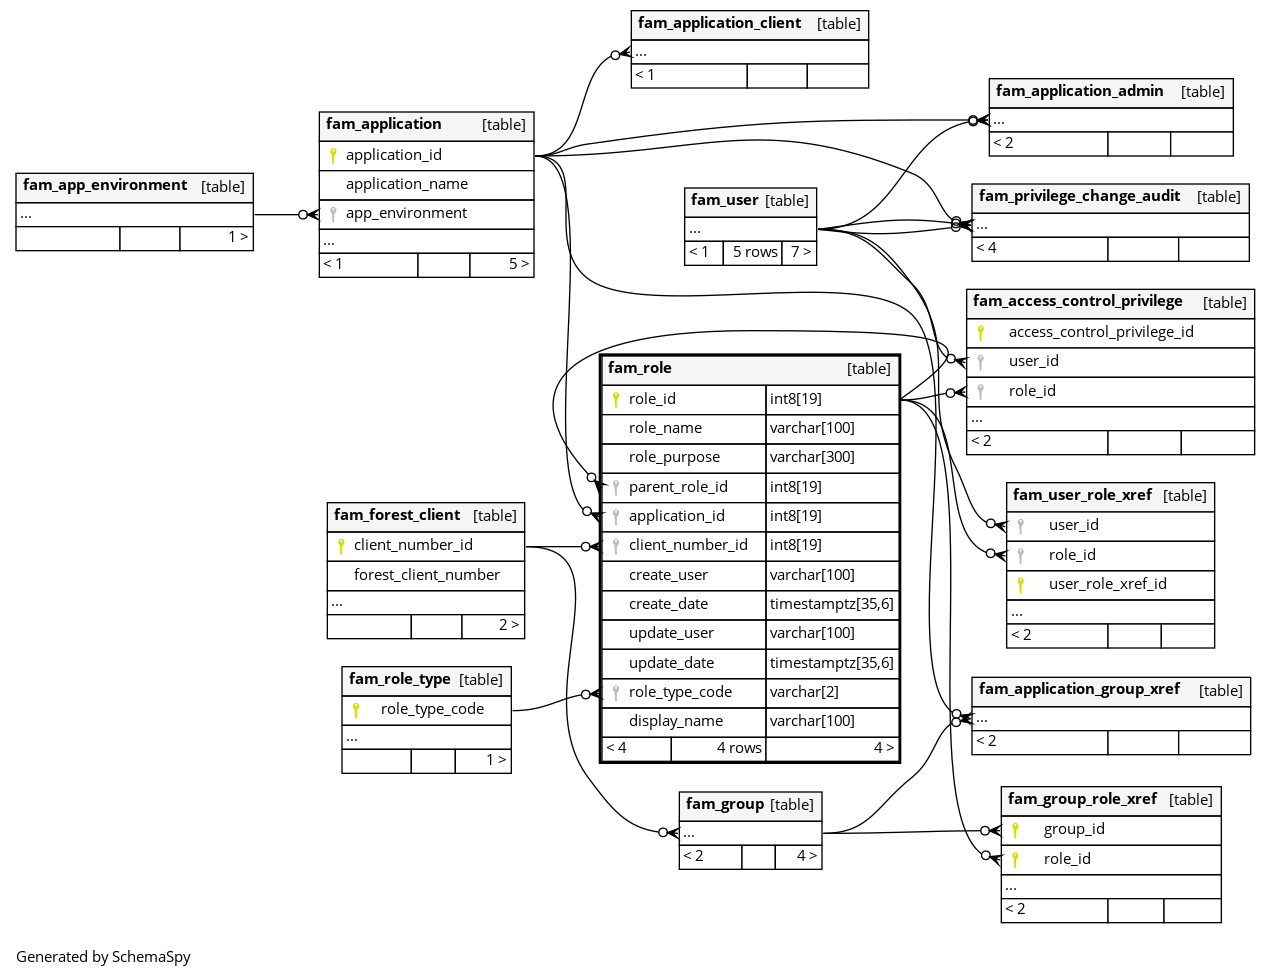 fam_application_client [table]
...
< 1
fam_application_admin [table]
...
< 2
fam_application [table]
application_id
application_name
app_environment
...
< 1 5 >
fam_app_environment [table]
...
1 >
fam_user [table]
...
< 1 5 rows 7 >
fam_privilege_change_audit [table]
...
< 4
fam_access_control_privilege [table]
access_control_privilege_id
user_id
role_id
...
< 2
fam_role [table]
role_id int8[19]
role_name varchar[100]
role_purpose varchar[300]
parent_role_id int8[19]
application_id int8[19]
client_number_id int8[19]
create_user varchar[100]
create_date timestamptz[35,6]
update_user varchar[100]
update_date timestamptz[35,6]
role_type_code varchar[2]
display_name varchar[100]
< 4 4 rows 4 >
fam_forest_client [table]
client_number_id
forest_client_number
...
2 >
fam_user_role_xref [table]
user_id
role_id
user_role_xref_id
...
< 2
fam_role_type [table]
role_type_code
...
1 >
fam_application_group_xref [table]
...
< 2
fam_group [table]
...
< 2 4 >
fam_group_role_xref [table]
group_id
role_id
...
< 2
Generated by SchemaSpy